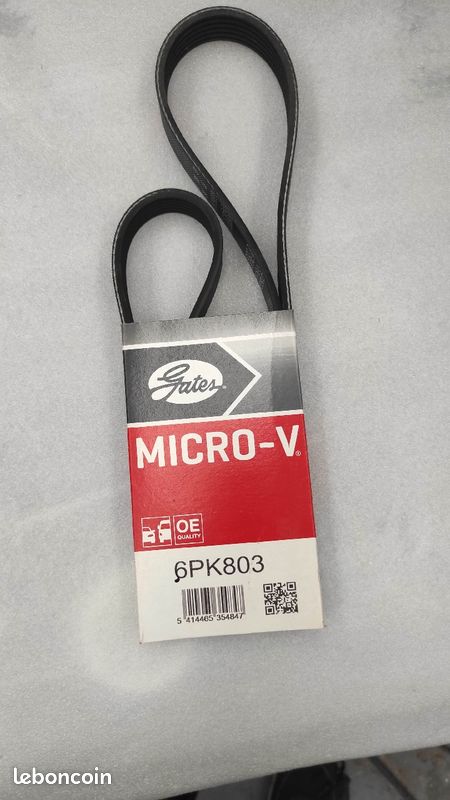 Gates
MICRO-V®
OE
QUALITY
6PK803
5 414465 354847
leboncoin